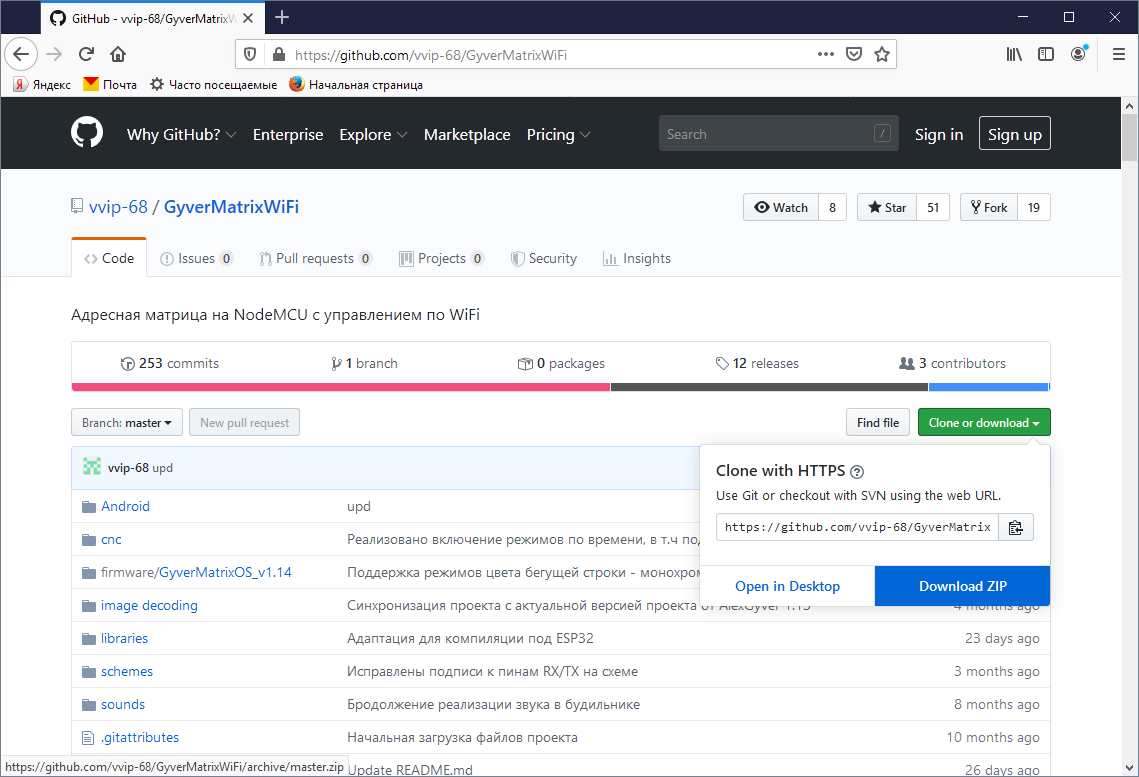 GitHub - vvip-68/GyverMatrixW
https://github.com/vvip-68/GyverMatrixWiFi
Яндекс Почта Часто посещаемые Начальная страница
Why GitHub? Enterprise Explore Marketplace Pricing Search / Sign in Sign up
vvip-68 / GyverMatrixWiFi Watch 8 Star 51 Fork 19
Code Issues 0 Pull requests 0 Projects 0 Security Insights
Адресная матрица на NodeMCU с управлением по WiFi
253 commits 1 branch 0 packages 12 releases 3 contributors
Branch: master New pull request Find file Clone or download
vvip-68 upd
Clone with HTTPS ?
Use Git or checkout with SVN using the web URL.
https://github.com/vvip-68/GyverMatrix
Open in Desktop Download ZIP
Android upd
cnc Реализовано включение режимов по времени, в т.ч
firmware/GyverMatrixOS_v1.14 Поддержка режимов цвета бегущей строки -
image decoding Синхронизация проекта с актуальной версией проекта от AlexGyver 1.13 4 months ago
libraries Адаптация для компиляции под ESP32 23 days ago
schemes Исправлены подписи к пинам RX/TX на схеме 3 months ago
sounds Бродолжение реализации звука в будильнике 8 months ago
.gitattributes Начальная загрузка файлов проекта 10 months ago
Update README.md 26 days ago
https://github.com/vvip-68/GyverMatrixWiFi/archive/master.zip